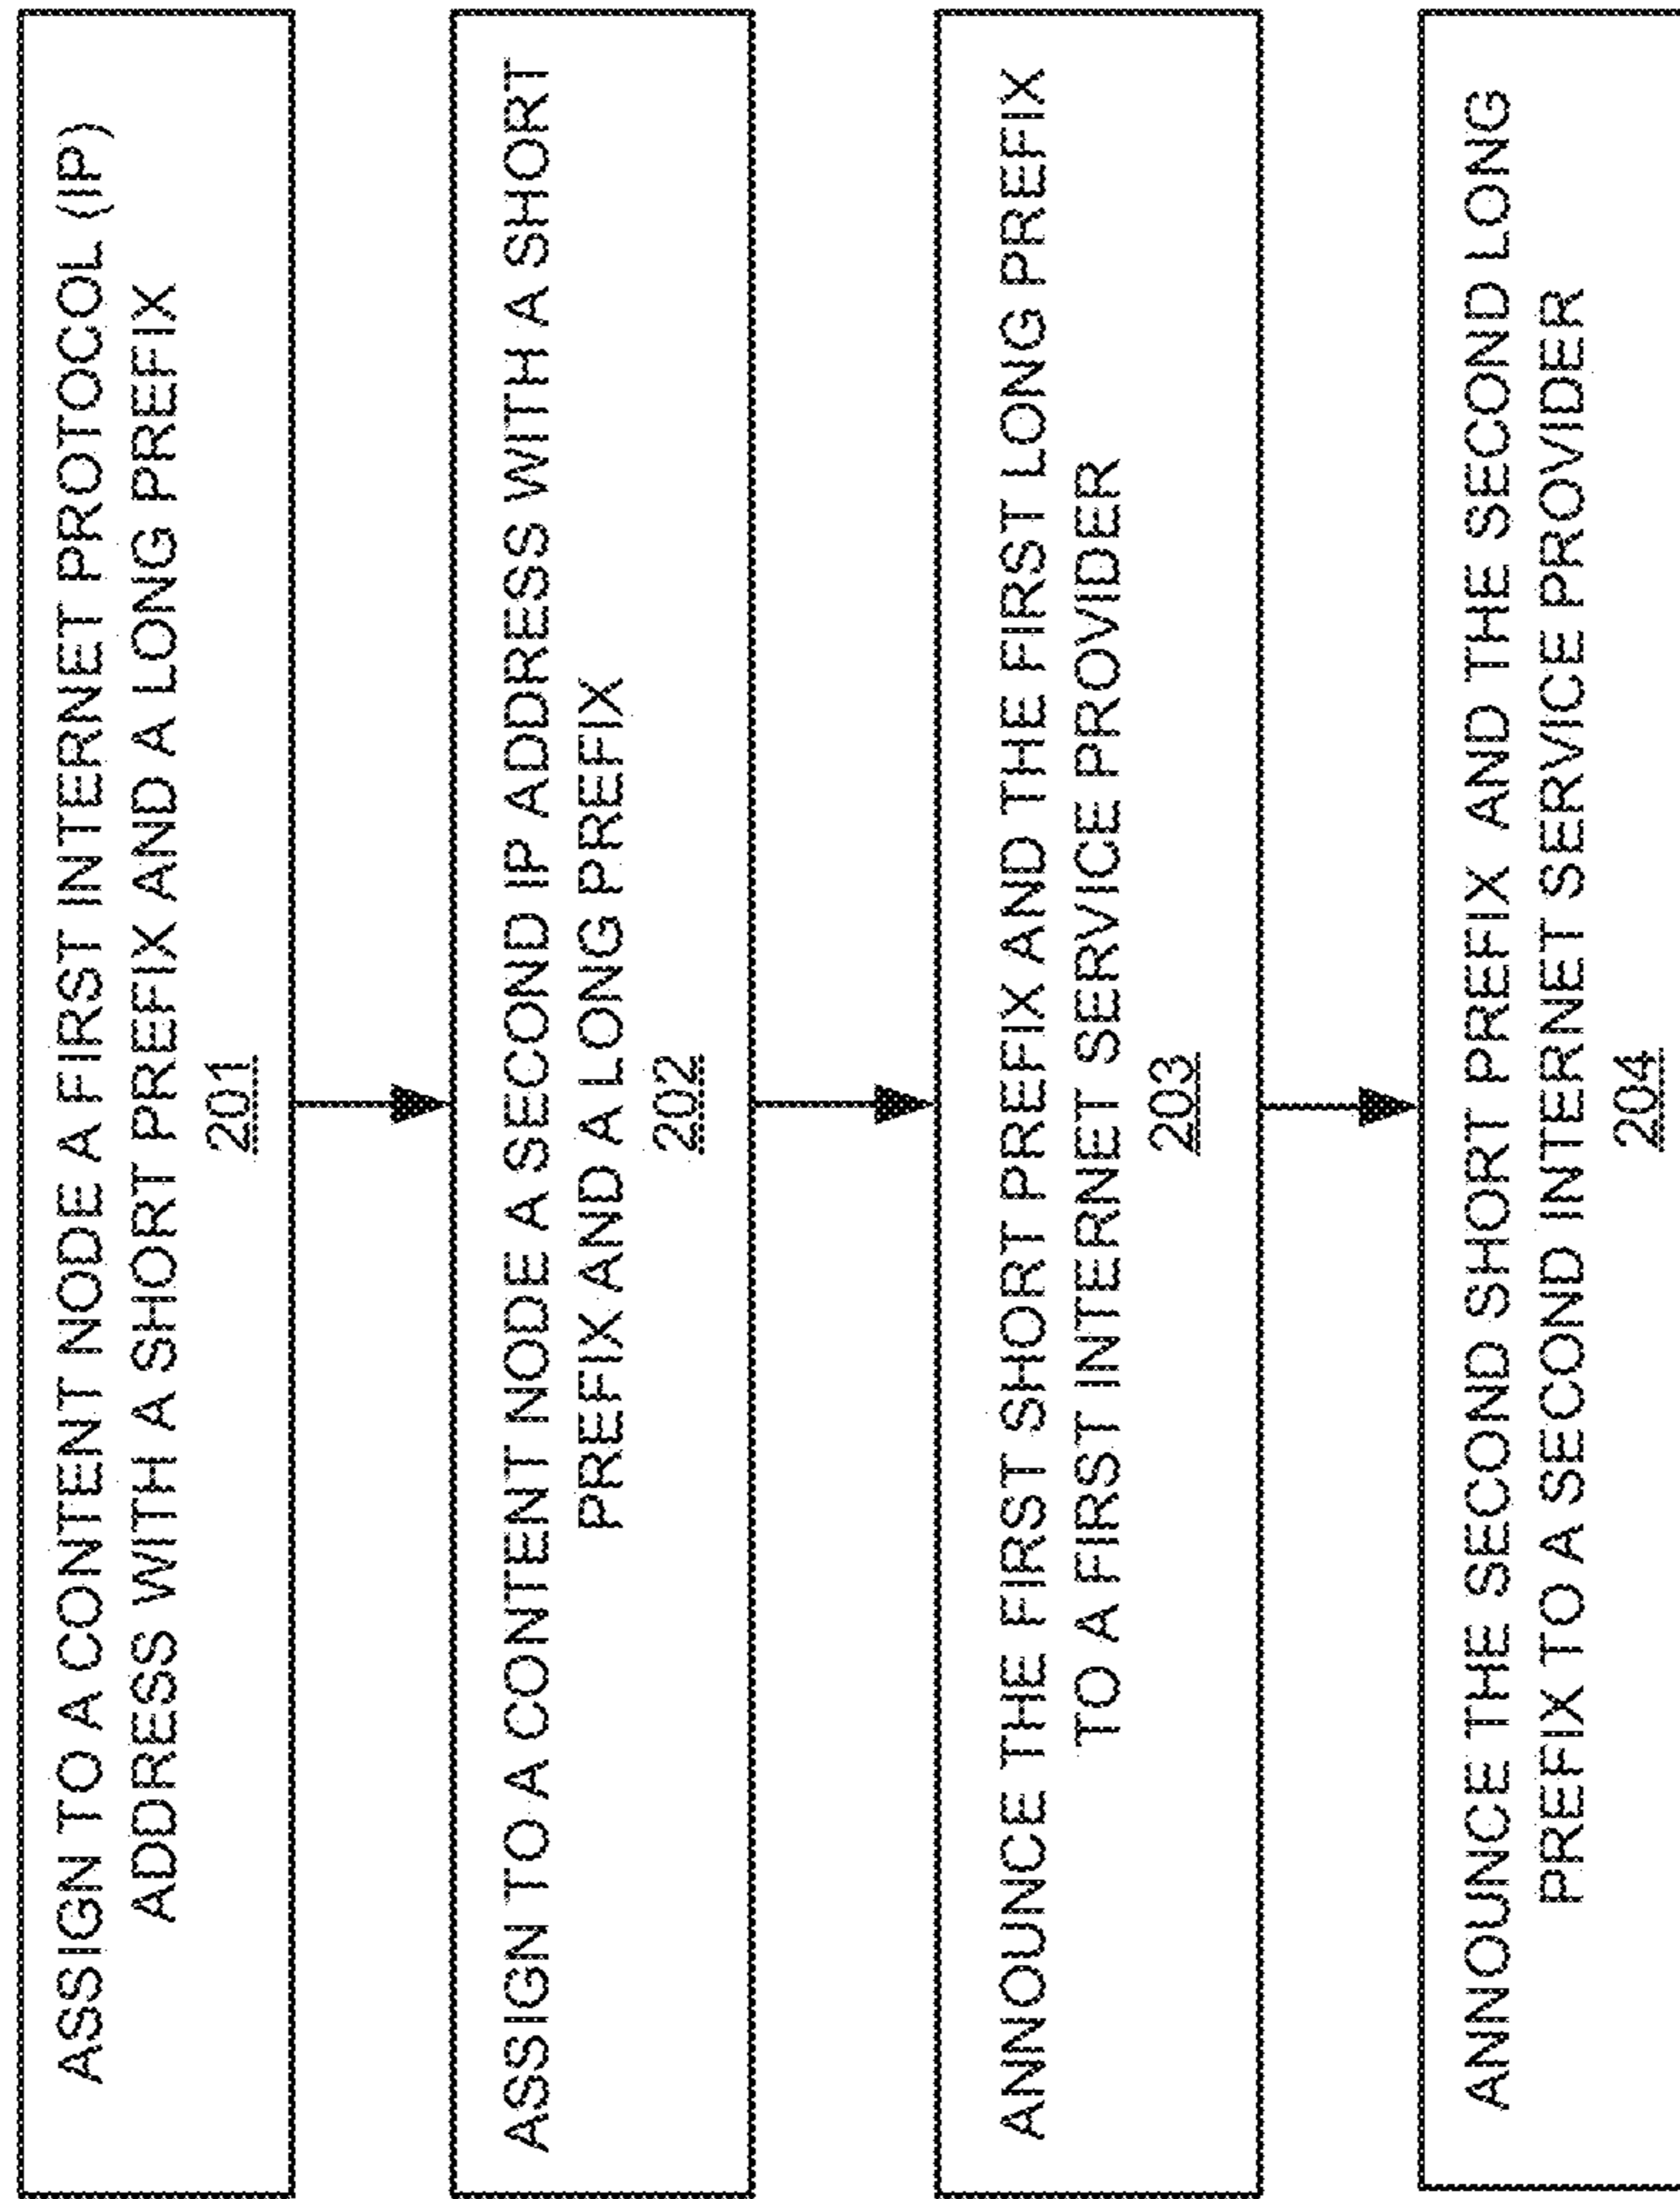 ASSIGN TO A CONTENT NODE A FIRST INTERNET PROTOCOL (IP)
ADDRESS WITH A SHORT PREFIX AND A LONG PREFIX
201
ASSIGN TO A CONTENT NODE A SECOND IP ADDRESS WITH A SHORT
PREFIX AND A LONG PREFIX
202
ANNOUNCE THE FIRST SHORT PREFIX AND THE FIRST LONG PREFIX
TO A FIRST INTERNET SERVICE PROVIDER
203
ANNOUNCE THE SECOND SHORT PREFIX AND THE SECOND LONG
PREFIX TO A SECOND INTERNET SERVICE PROVIDER
204